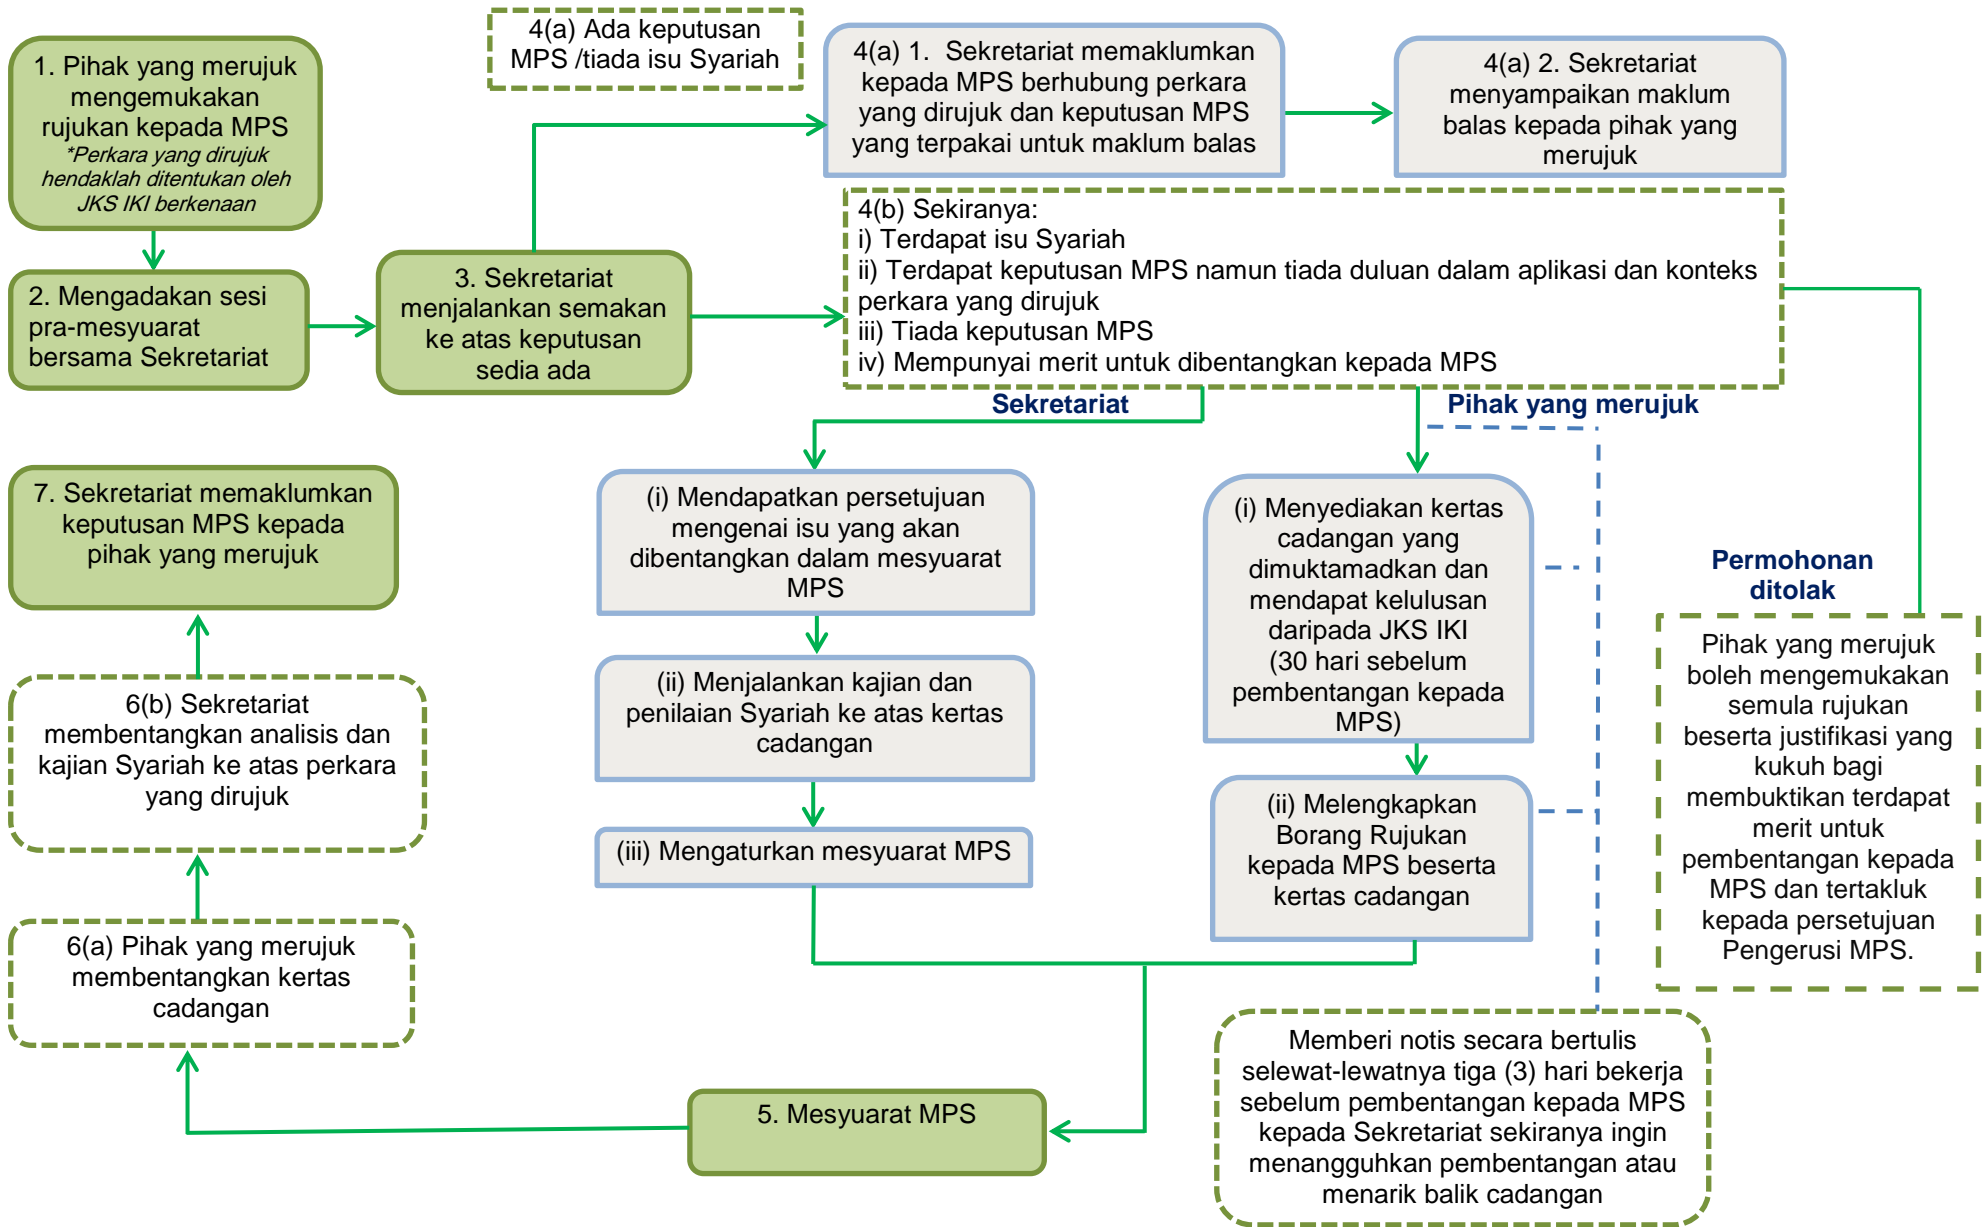 1. Pihak yang merujuk
mengemukakan
rujukan kepada MPS
*Perkara yang dirujuk
hendaklah ditentukan oleh
JKS IKI berkenaan
2. Mengadakan sesi
pra-mesyuarat
bersama Sekretariat
3. Sekretariat
menjalankan semakan
ke atas keputusan
sedia ada
4(a) Ada keputusan
MPS /tiada isu Syariah
4(a) 1. Sekretariat memaklumkan
kepada MPS berhubung perkara
yang dirujuk dan keputusan MPS
yang terpakai untuk maklum balas
4(a) 2. Sekretariat
menyampaikan maklum
balas kepada pihak yang
merujuk
4(b) Sekiranya:
i) Terdapat isu Syariah
ii) Terdapat keputusan MPS namun tiada duluan dalam aplikasi dan konteks
perkara yang dirujuk
iii) Tiada keputusan MPS
iv) Mempunyai merit untuk dibentangkan kepada MPS
Sekretariat
(i) Mendapatkan persetujuan
mengenai isu yang akan
dibentangkan dalam mesyuarat
MPS
(ii) Menjalankan kajian dan
penilaian Syariah ke atas kertas
cadangan
(iii) Mengaturkan mesyuarat MPS
Pihak yang merujuk
(i) Menyediakan kertas
cadangan yang
dimuktamadkan dan
mendapat kelulusan
daripada JKS IKI
(30 hari sebelum
pembentangan kepada
MPS)
(ii) Melengkapkan
Borang Rujukan
kepada MPS beserta
kertas cadangan
Memberi notis secara bertulis
selewat-lewatnya tiga (3) hari bekerja
sebelum pembentangan kepada MPS
kepada Sekretariat sekiranya ingin
menangguhkan pembentangan atau
menarik balik cadangan
Permohonan
ditolak
Pihak yang merujuk
boleh mengemukakan
semula rujukan
beserta justifikasi yang
kukuh bagi
membuktikan terdapat
merit untuk
pembentangan kepada
MPS dan tertakluk
kepada persetujuan
Pengerusi MPS.
5. Mesyuarat MPS
6(a) Pihak yang merujuk
membentangkan kertas
cadangan
6(b) Sekretariat
membentangkan analisis dan
kajian Syariah ke atas perkara
yang dirujuk
7. Sekretariat memaklumkan
keputusan MPS kepada
pihak yang merujuk